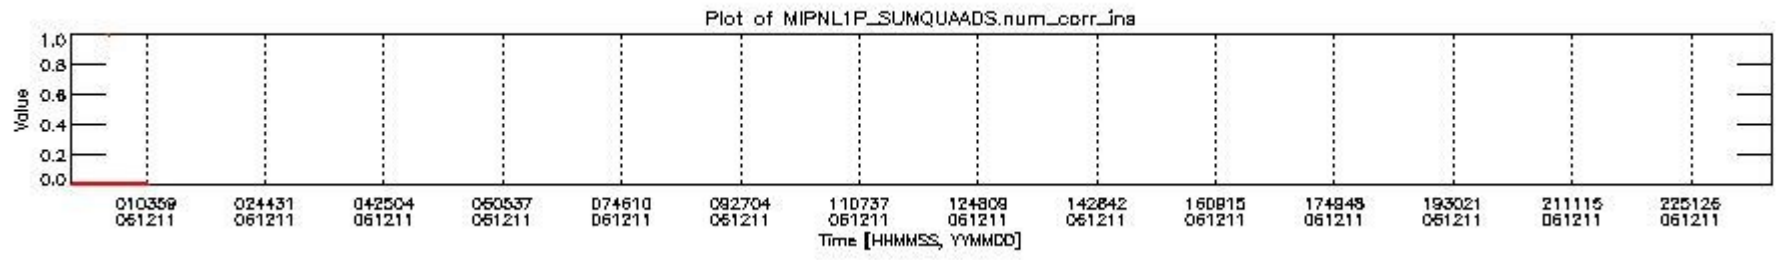 Plot of MIPNL1P_SUMQUAADS.num_corr_ins
1.0
0.8
0.6
0.4
0.2
0.0
Value
010359 024431 042504 060537 074610 092704 110737 124809 142842 160915 174948 193021 211115 225126
061211 061211 061211 061211 061211 061211 061211 061211 061211 061211 061211 061211 061211 061211
Time [HHMMSS, YYMMDD]